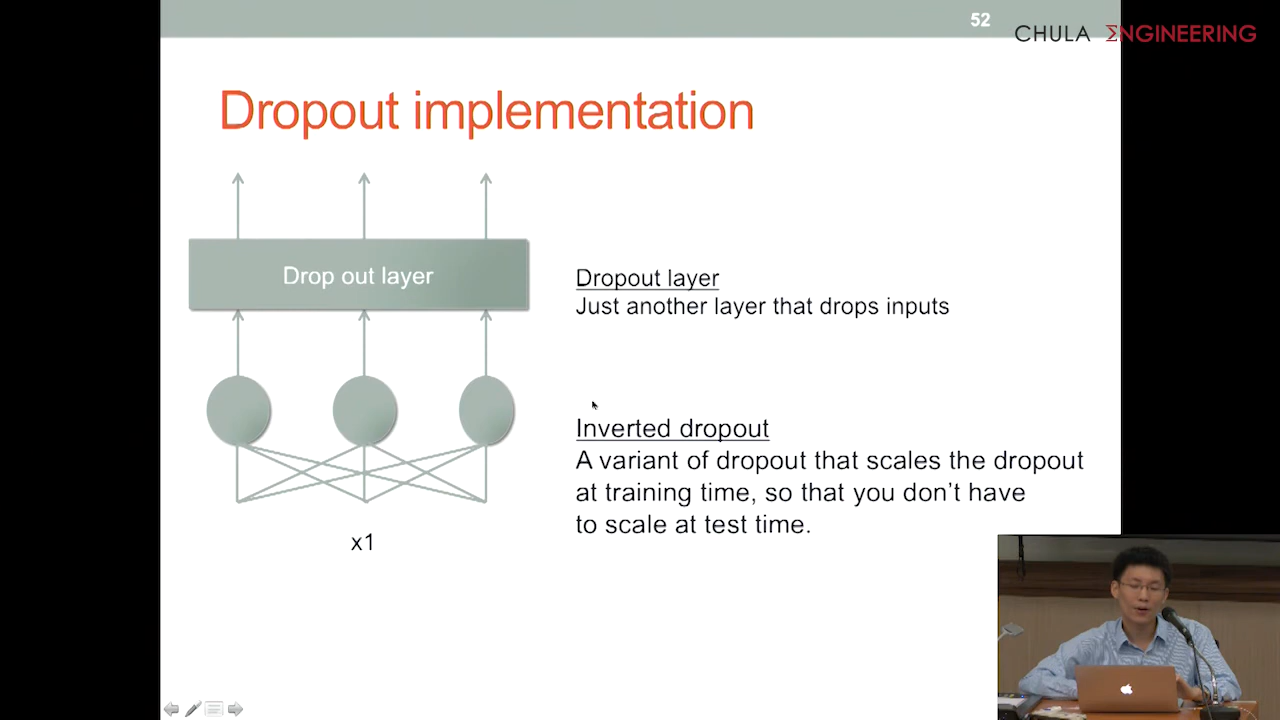 52
CHULA ΣNGINEERING
Dropout implementation
Drop out layer
Dropout layer
Just another layer that drops inputs
Inverted dropout
A variant of dropout that scales the dropout
at training time, so that you don't have
to scale at test time.
x1